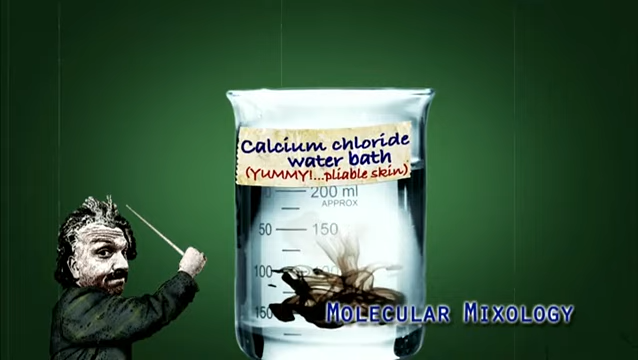 Calcium chloride
water bath
(YUMMY!...pliable skin)
200 ml
APPROX
50
150
100
150
Molecular Mixology